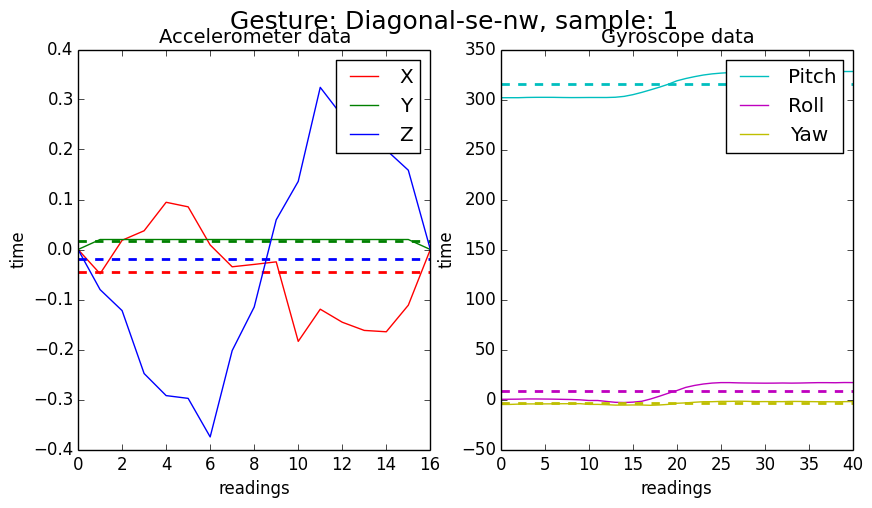 Gesture: Diagonal-se-nw, sample: 1
Accelerometer data
0.4
0.3
0.2
0.1
0.0
−0.1
−0.2
−0.3
−0.4
time
0 2 4 6 8 10 12 14 16
readings
X
Y
Z
Gyroscope data
350
300
250
200
150
100
50
0
−50
time
0 5 10 15 20 25 30 35 40
readings
Pitch
Roll
Yaw